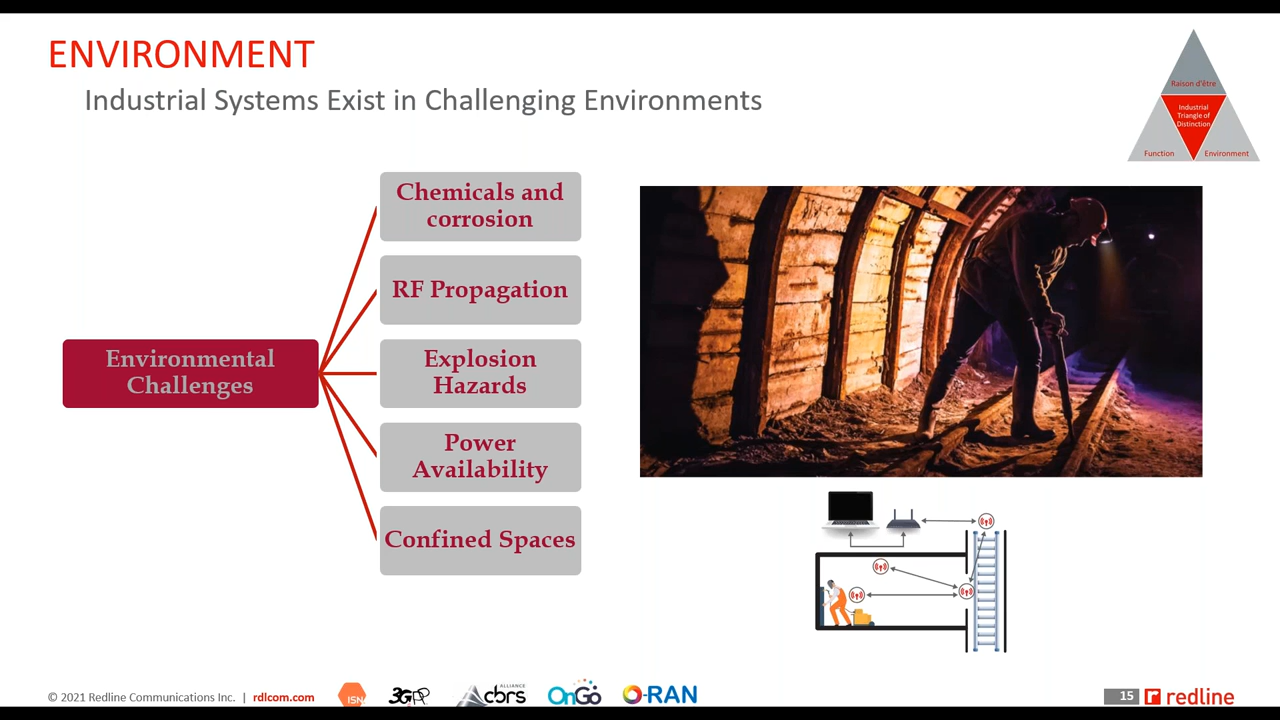 ENVIRONMENT
Industrial Systems Exist in Challenging Environments
Raison d'être
Industrial
Triangle of
Distinction
Function
Environment
Chemicals and
corrosion
RF Propagation
Environmental
Challenges
Explosion
Hazards
Power
Availability
Confined Spaces
© 2021 Redline Communications Inc. | rdlcom.com
ISN
3GPP
ALLIANCE
cbrs
OnGo
O-RAN
15
redline